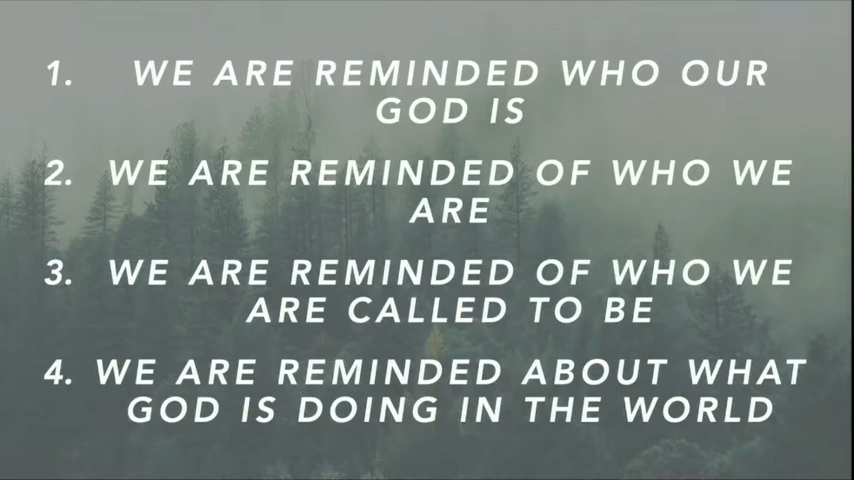 1. WE ARE REMINDED WHO OUR
GOD IS
2. WE ARE REMINDED OF WHO WE
ARE
3. WE ARE REMINDED OF WHO WE
ARE CALLED TO BE
4. WE ARE REMINDED ABOUT WHAT
GOD IS DOING IN THE WORLD